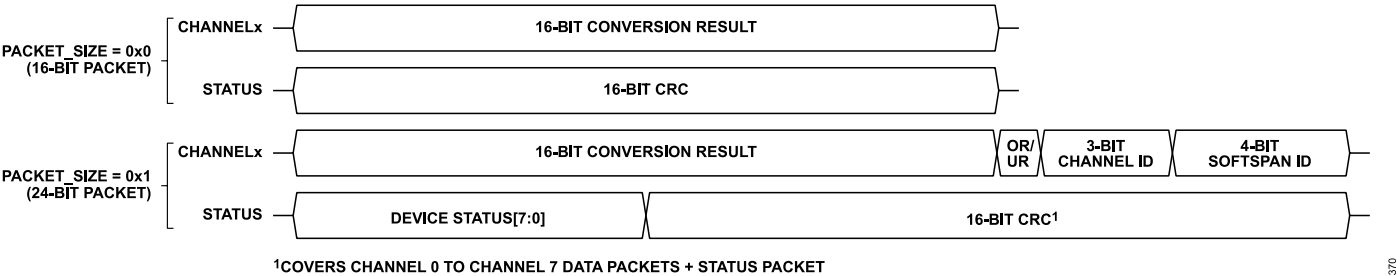 PACKET_SIZE = 0x0
(16-BIT PACKET)
CHANNELx
16-BIT CONVERSION RESULT
STATUS
16-BIT CRC
PACKET_SIZE = 0x1
(24-BIT PACKET)
CHANNELx
16-BIT CONVERSION RESULT
OR/
UR
3-BIT
CHANNEL ID
4-BIT
SOFTSPAN ID
STATUS
DEVICE STATUS[7:0]
16-BIT CRC1
1COVERS CHANNEL 0 TO CHANNEL 7 DATA PACKETS + STATUS PACKET
370